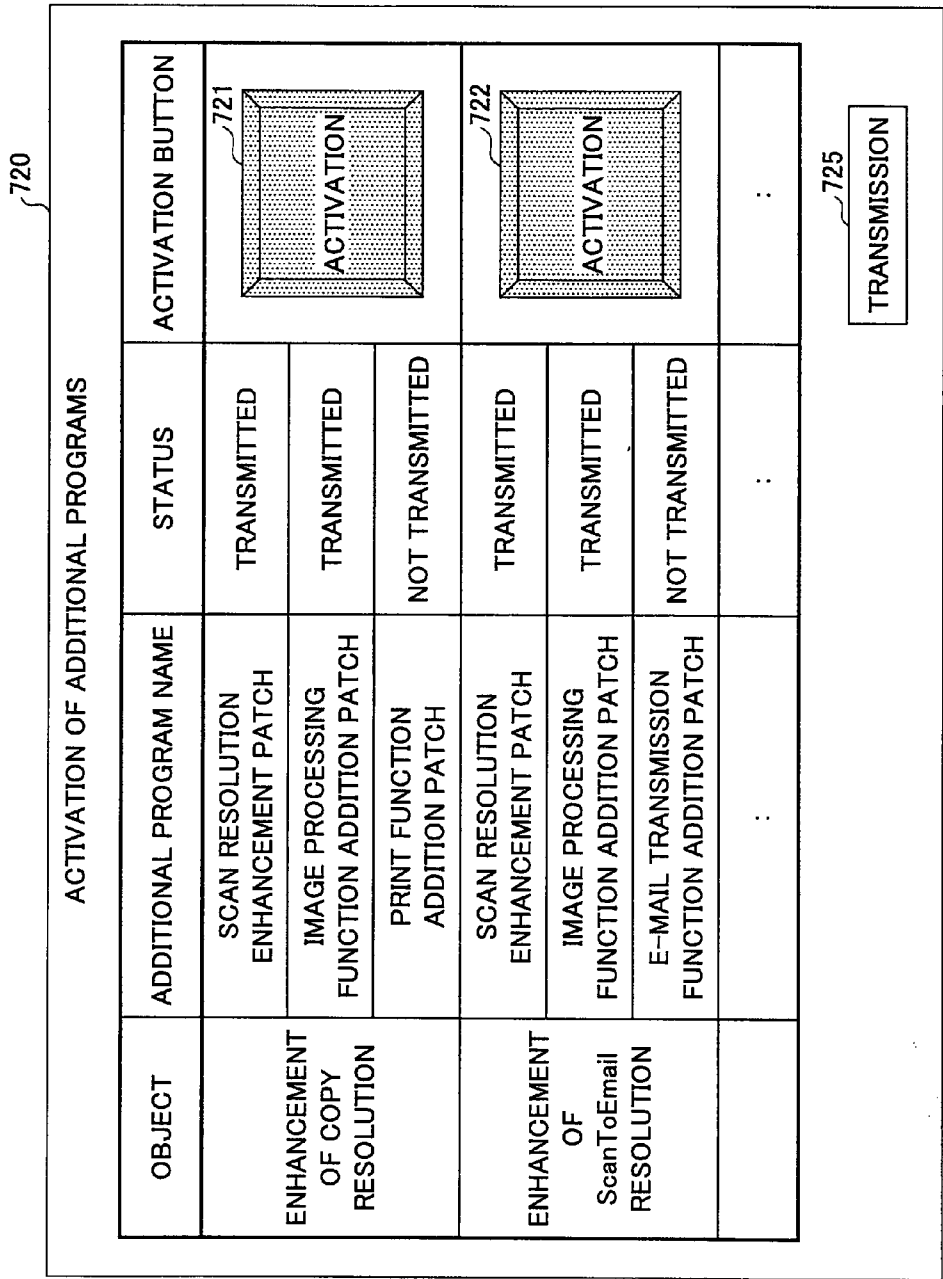 720
ACTIVATION OF ADDITIONAL PROGRAMS
OBJECT
ADDITIONAL PROGRAM NAME
STATUS
ACTIVATION BUTTON
ENHANCEMENT
OF COPY
RESOLUTION
SCAN RESOLUTION
ENHANCEMENT PATCH
TRANSMITTED
721
ACTIVATION
IMAGE PROCESSING
FUNCTION ADDITION PATCH
TRANSMITTED
PRINT FUNCTION
ADDITION PATCH
NOT TRANSMITTED
ENHANCEMENT
OF
ScanToEmail
RESOLUTION
SCAN RESOLUTION
ENHANCEMENT PATCH
TRANSMITTED
722
ACTIVATION
IMAGE PROCESSING
FUNCTION ADDITION PATCH
TRANSMITTED
E-MAIL TRANSMISSION
FUNCTION ADDITION PATCH
NOT TRANSMITTED
:
:
:
725
TRANSMISSION